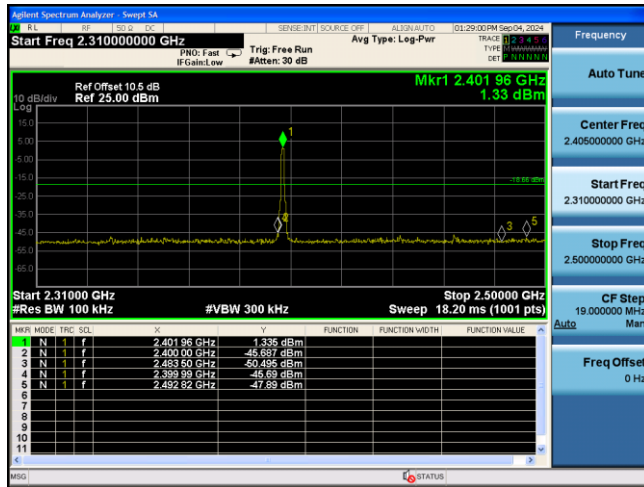 Agilent Spectrum Analyzer - Swept SA
RL RF 50 Ω DC SENSE:INT SOURCE OFF ALIGN AUTO 01:29:00 PM Sep 04, 2024
Start Freq 2.310000000 GHz
PNO: Fast
IFGain:Low
Trig: Free Run
#Atten: 30 dB
Avg Type: Log-Pwr
TRACE 1 2 3 4 5 6
TYPE
DET P N N N N N
Ref Offset 10.5 dB
Ref 25.00 dBm
10 dB/div
Log
Mkr1 2.401 96 GHz
1.33 dBm
15.0
5.00
-5.00
-15.0
-25.0
-35.0
-45.0
-55.0
-65.0
1
-18.66 dBm
3
5
Start 2.31000 GHz Stop 2.50000 GHz
#Res BW 100 kHz #VBW 300 kHz Sweep 18.20 ms (1001 pts)
MKR MODE TRC SCL X Y FUNCTION FUNCTION WIDTH FUNCTION VALUE
1 N 1 f 2.401 96 GHz 1.335 dBm
2 N 1 f 2.400 00 GHz -45.687 dBm
3 N 1 f 2.483 50 GHz -50.495 dBm
4 N 1 f 2.399 99 GHz -45.69 dBm
5 N 1 f 2.492 82 GHz -47.89 dBm
6
7
8
9
10
11
MSG STATUS
Frequency
Auto Tune
Center Freq
2.405000000 GHz
Start Freq
2.310000000 GHz
Stop Freq
2.500000000 GHz
CF Step
19.000000 MHz
Auto Man
Freq Offset
0 Hz